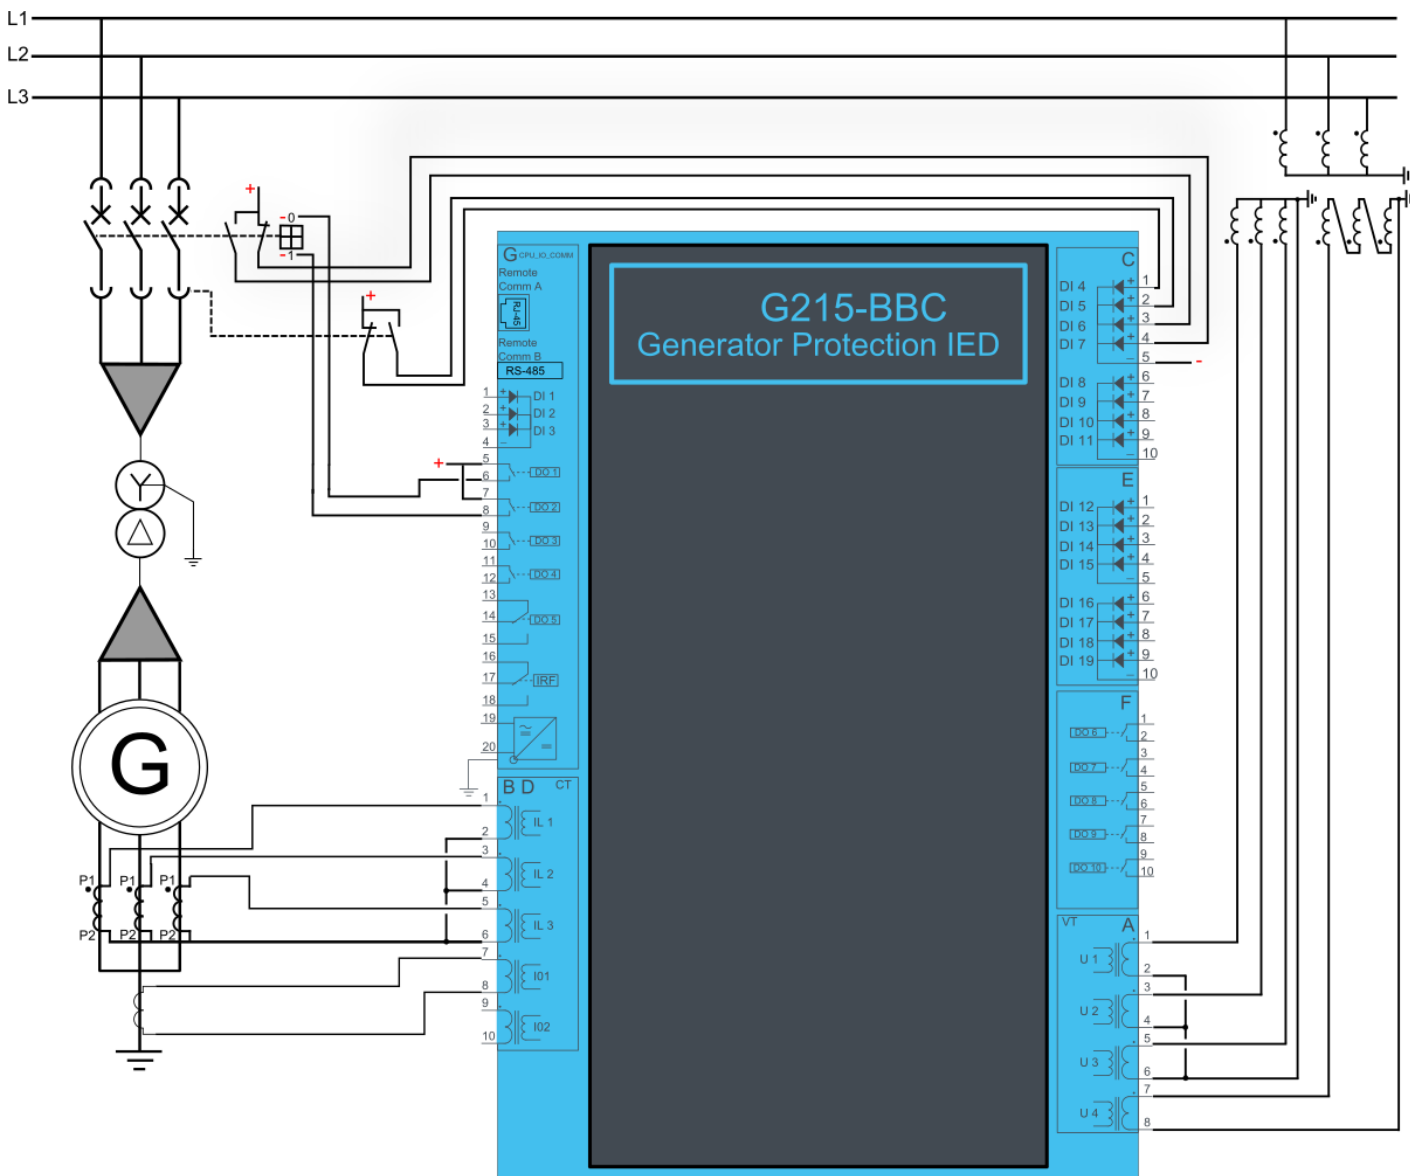 L1
L2
L3
+
-0
-1
+
+
G CPU_IO_COMM
Remote
Comm A
RJ-45
Remote
Comm B
RS-485
1 + DI 1
2 + DI 2
3 + DI 3
4 –
5
6 DO 1
7
8 DO 2
9
10 DO 3
11
12 DO 4
13
14 DO 5
15
16
17 IRF
18
19
20
B D CT
1
2 IL 1
3
4 IL 2
5
6 IL 3
7
8 I01
9
10 I02
G215-BBC
Generator Protection IED
C
DI 4 + 1
DI 5 + 2
DI 6 + 3
DI 7 + 4
– 5 -
DI 8 + 6
DI 9 + 7
DI 10 + 8
DI 11 + 9
– 10
E
DI 12 + 1
DI 13 + 2
DI 14 + 3
DI 15 + 4
– 5
DI 16 + 6
DI 17 + 7
DI 18 + 8
DI 19 + 9
– 10
F
1
DO 6 2
3
DO 7 4
5
DO 8 6
7
DO 9 8
9
DO 10 10
VT A
1
U 1 2
3
U 2 4
5
U 3 6
7
U 4 8
Y
G
P1 P1 P1
P2 P2 P2